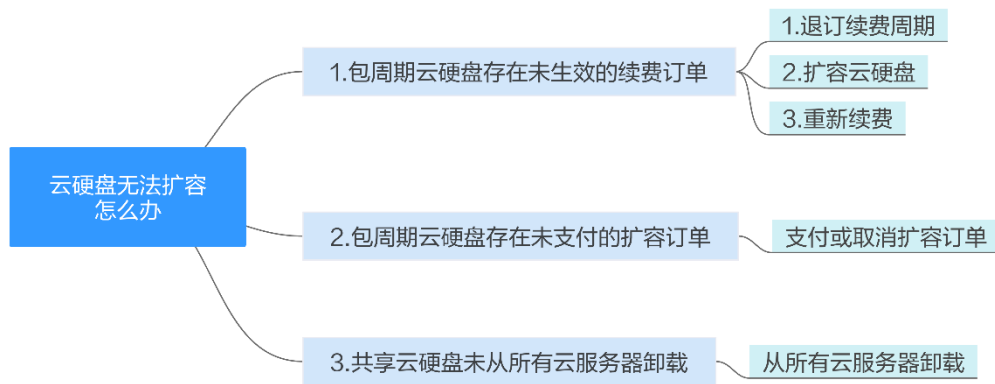 云硬盘无法扩容
怎么办
1.包周期云硬盘存在未生效的续费订单
1.退订续费周期
2.扩容云硬盘
3.重新续费
2.包周期云硬盘存在未支付的扩容订单
支付或取消扩容订单
3.共享云硬盘未从所有云服务器卸载
从所有云服务器卸载